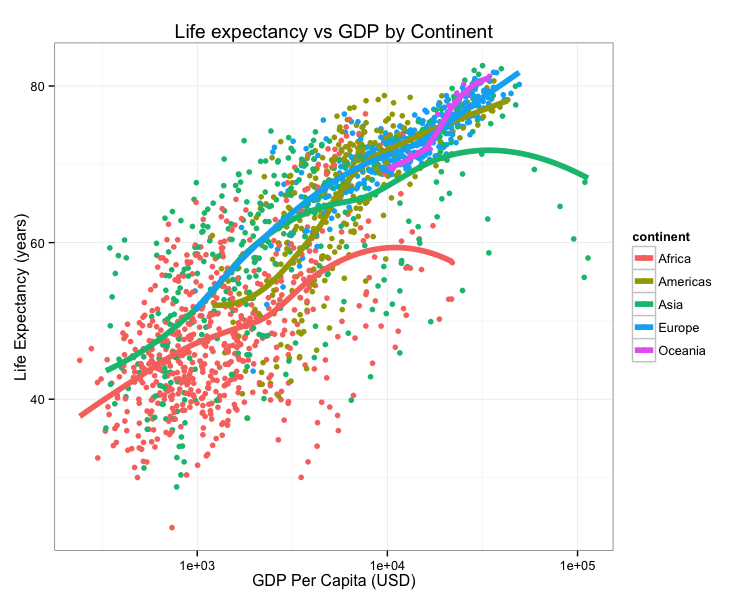 Life expectancy vs GDP by Continent
Life Expectancy (years)
80
60
40
1e+03
1e+04
1e+05
GDP Per Capita (USD)
continent
Africa
Americas
Asia
Europe
Oceania